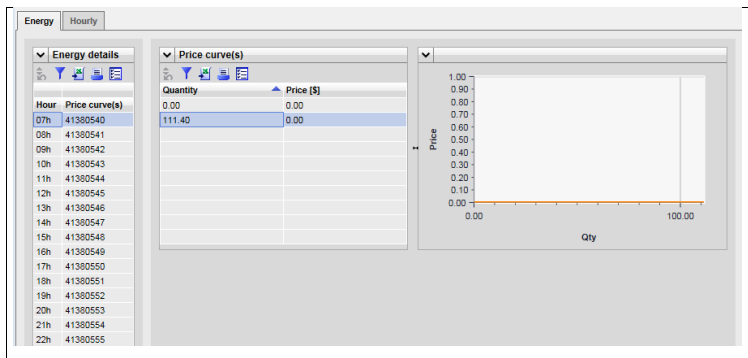 Energy Hourly
Energy details
Hour Price curve(s)
07h 41380540
08h 41380541
09h 41380542
10h 41380543
11h 41380544
12h 41380545
13h 41380546
14h 41380547
15h 41380548
16h 41380549
17h 41380550
18h 41380551
19h 41380552
20h 41380553
21h 41380554
22h 41380555
Price curve(s)
Quantity Price [$]
0.00 0.00
111.40 0.00
1.00
0.90
0.80
0.70
0.60
0.50
0.40
0.30
0.20
0.10
0.00
Price
0.00 100.00
Qty